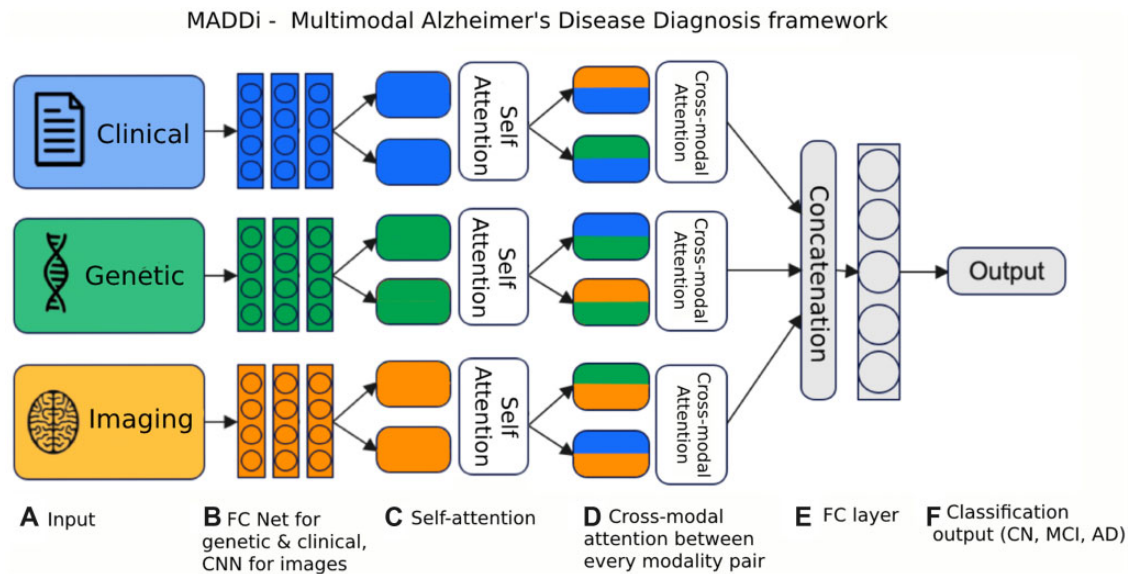 MADDi - Multimodal Alzheimer's Disease Diagnosis framework
Clinical
Self
Attention
Cross-modal
Attention
Genetic
Self
Attention
Cross-modal
Attention
Imaging
Self
Attention
Cross-modal
Attention
Concatenation
Output
A Input
B FC Net for
genetic & clinical,
CNN for images
C Self-attention
D Cross-modal
attention between
every modality pair
E FC layer
F Classification
output (CN, MCI, AD)